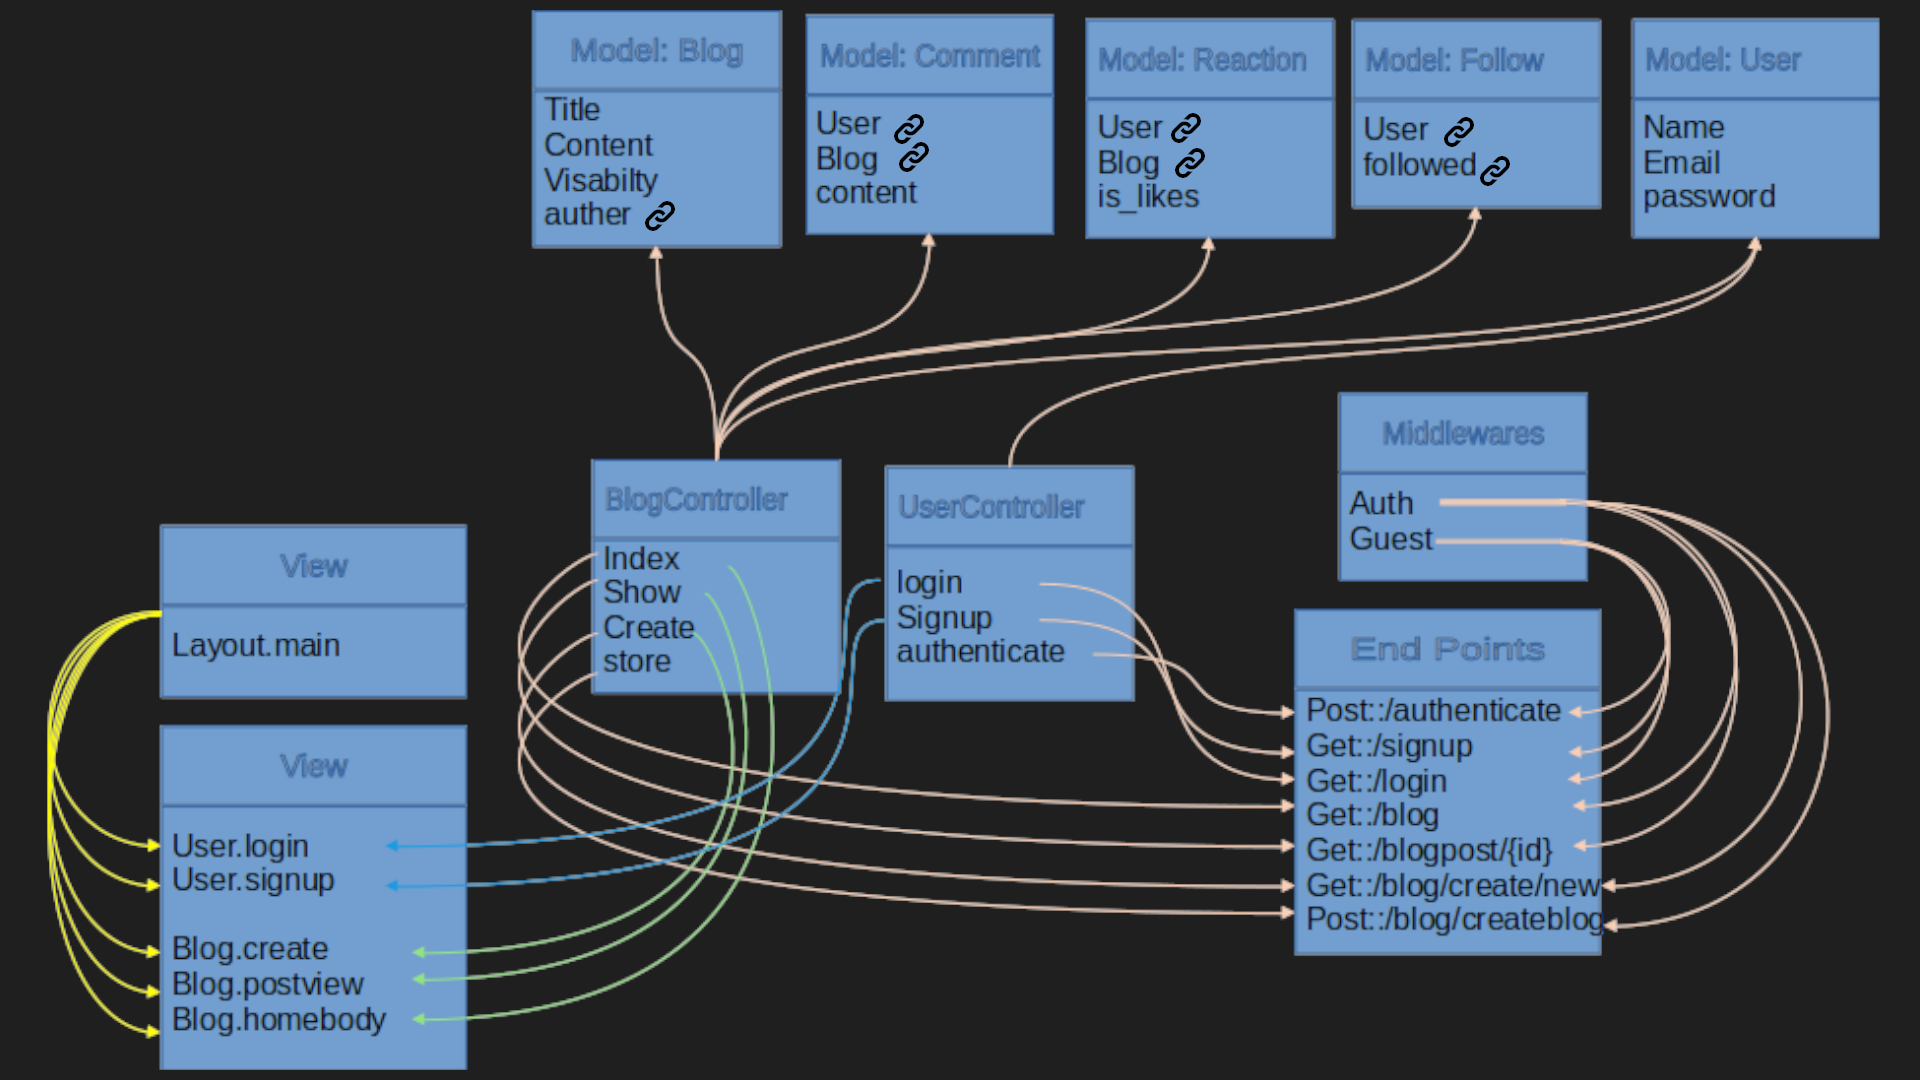 Model: Blog
Title
Content
Visabilty
auther
Model: Comment
User
Blog
content
Model: Reaction
User
Blog
is_likes
Model: Follow
User
followed
Model: User
Name
Email
password
Middlewares
Auth
Guest
BlogController
Index
Show
Create
store
UserController
login
Signup
authenticate
View
Layout.main
End Points
Post::/authenticate
Get::/signup
Get::/login
Get::/blog
Get::/blogpost/{id}
Get::/blog/create/new
Post::/blog/createblog
View
User.login
User.signup
Blog.create
Blog.postview
Blog.homebody